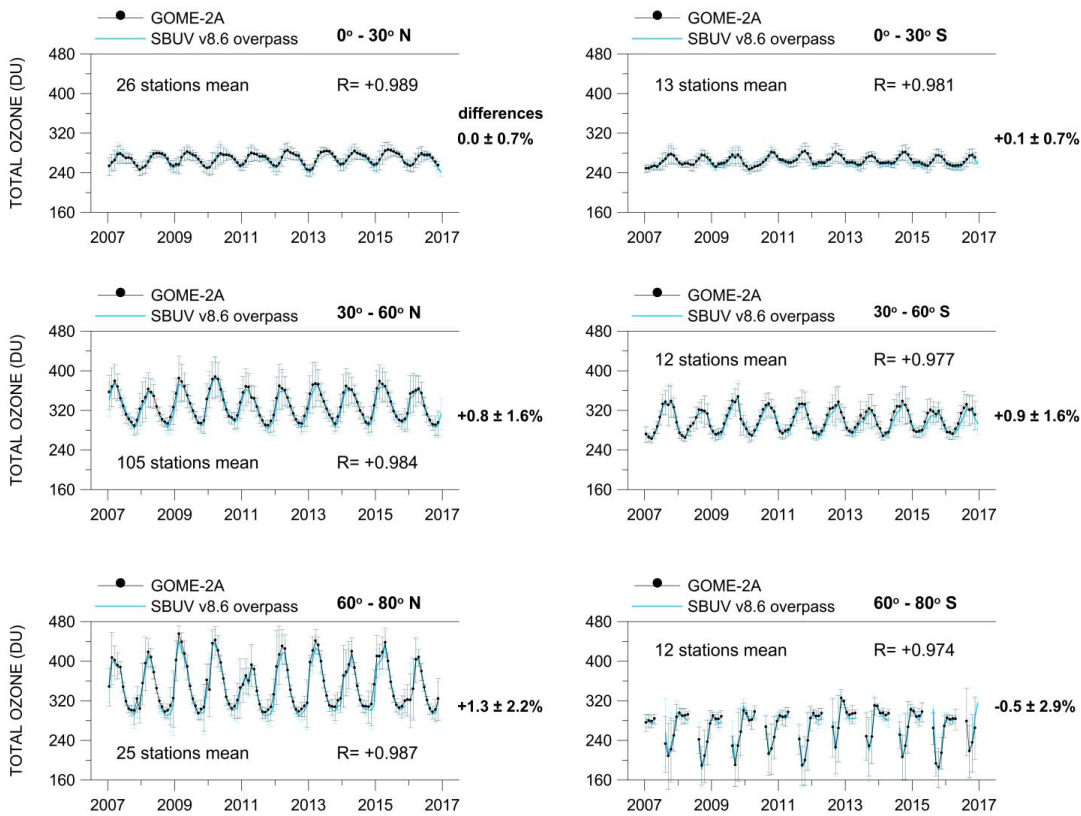 GOME-2A
SBUV v8.6 overpass
0° - 30° N
TOTAL OZONE (DU)
480
400
320
240
160
26 stations mean
R= +0.989
differences
0.0 ± 0.7%
2007
2009
2011
2013
2015
2017
GOME-2A
SBUV v8.6 overpass
0° - 30° S
480
400
320
240
160
13 stations mean
R= +0.981
+0.1 ± 0.7%
2007
2009
2011
2013
2015
2017
GOME-2A
SBUV v8.6 overpass
30° - 60° N
TOTAL OZONE (DU)
480
400
320
240
160
+0.8 ± 1.6%
105 stations mean
R= +0.984
2007
2009
2011
2013
2015
2017
GOME-2A
SBUV v8.6 overpass
30° - 60° S
480
400
320
240
160
12 stations mean
R= +0.977
+0.9 ± 1.6%
2007
2009
2011
2013
2015
2017
GOME-2A
SBUV v8.6 overpass
60° - 80° N
TOTAL OZONE (DU)
480
400
320
240
160
+1.3 ± 2.2%
25 stations mean
R= +0.987
2007
2009
2011
2013
2015
2017
GOME-2A
SBUV v8.6 overpass
60° - 80° S
480
400
320
240
160
12 stations mean
R= +0.974
-0.5 ± 2.9%
2007
2009
2011
2013
2015
2017